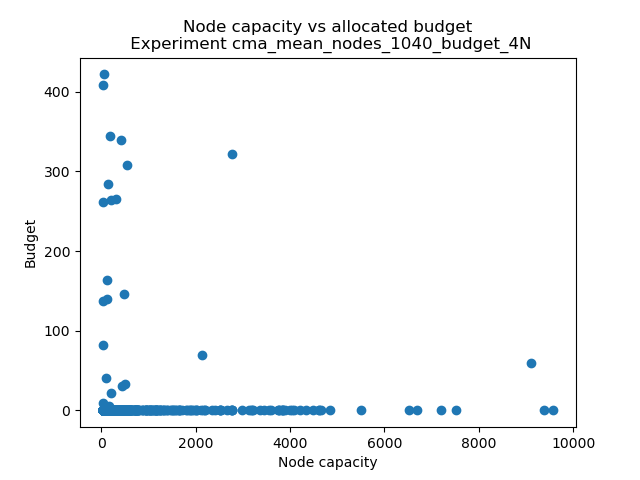 Node capacity vs allocated budget
Experiment cma_mean_nodes_1040_budget_4N
400
300
200
100
0
Budget
0 2000 4000 6000 8000 10000
Node capacity